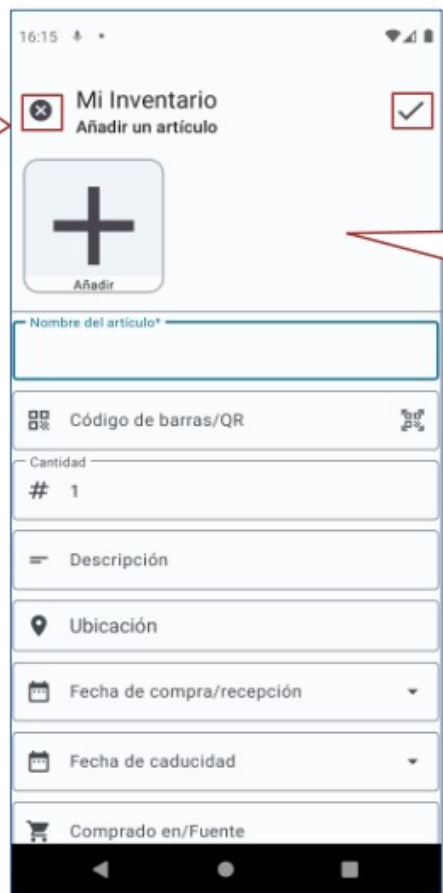 16:15
Mi Inventario
Añadir un artículo
Añadir
Nombre del artículo*
Código de barras/QR
Cantidad
# 1
Descripción
Ubicación
Fecha de compra/recepción
Fecha de caducidad
Comprado en/Fuente